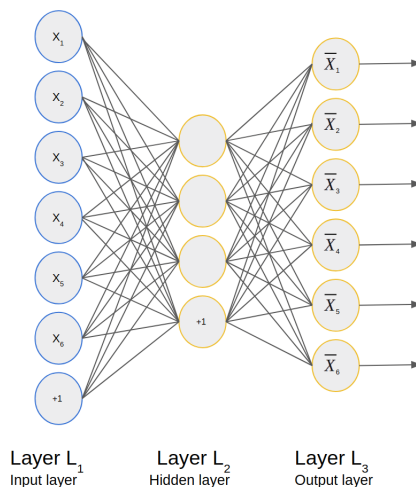 X₁
X₂
X₃
X₄
X₅
X₆
+1
+1
X̅₁
X̅₂
X̅₃
X̅₄
X̅₅
X̅₆
Layer L₁
Input layer
Layer L₂
Hidden layer
Layer L₃
Output layer